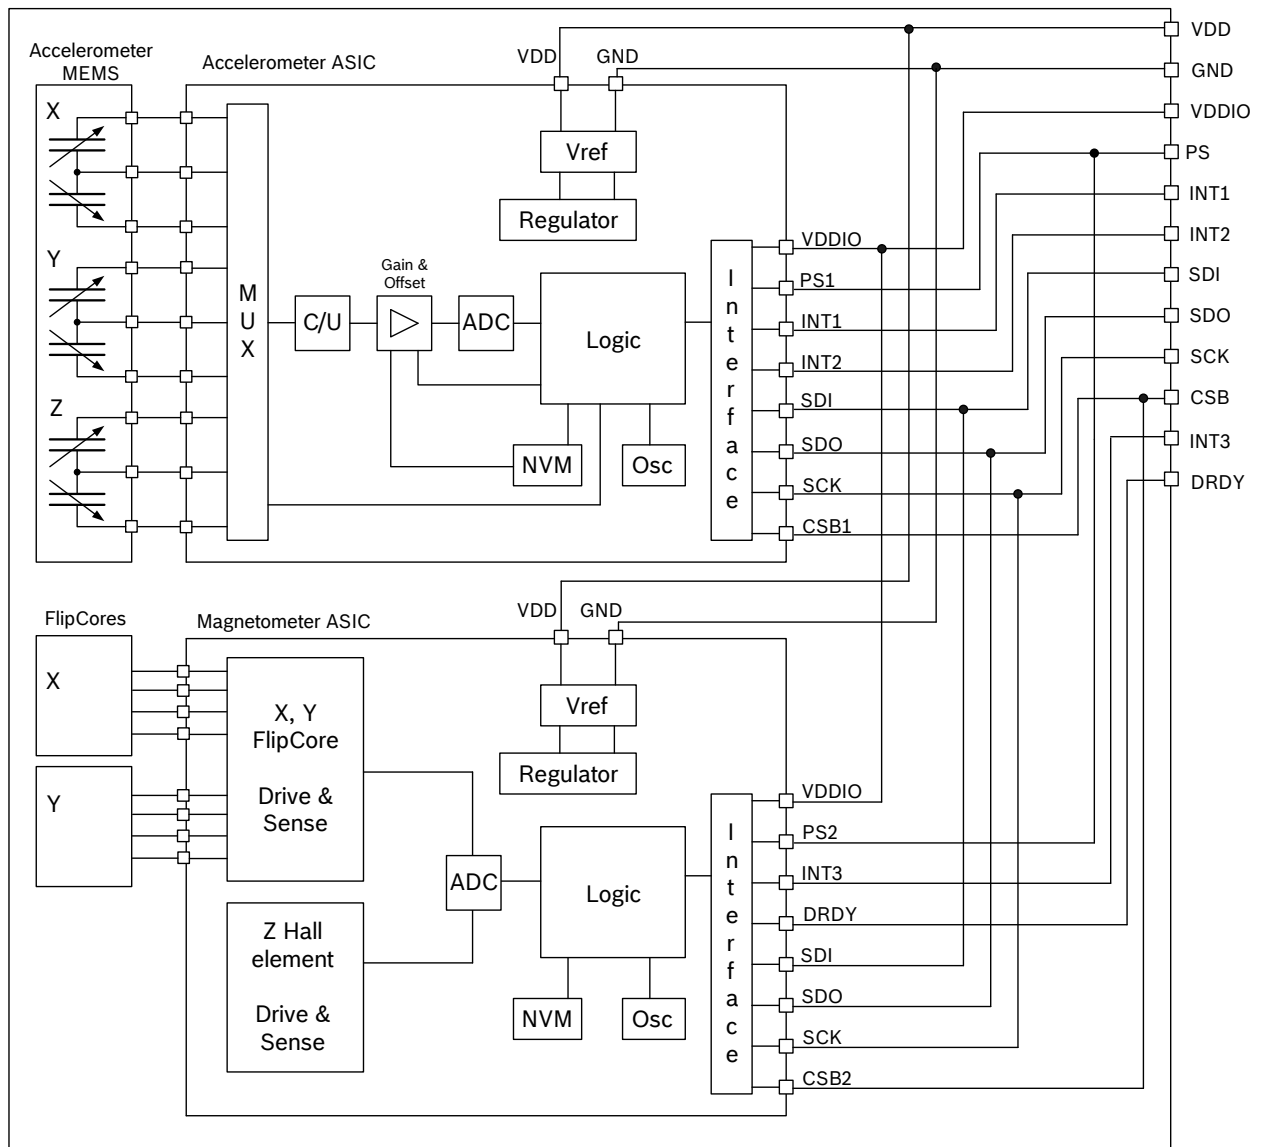 Accelerometer
MEMS
Accelerometer ASIC
VDD
GND
VDD
GND
VDDIO
PS
INT1
INT2
SDI
SDO
SCK
CSB
INT3
DRDY
X
Y
Z
M
U
X
C/U
Gain &
Offset
ADC
Logic
NVM
Osc
Vref
Regulator
I
n
t
e
r
f
a
c
e
VDDIO
PS1
INT1
INT2
SDI
SDO
SCK
CSB1
FlipCores
Magnetometer ASIC
VDD
GND
X
Y
X, Y
FlipCore
Drive &
Sense
Z Hall
element
Drive &
Sense
ADC
Logic
NVM
Osc
Vref
Regulator
I
n
t
e
r
f
a
c
e
VDDIO
PS2
INT3
DRDY
SDI
SDO
SCK
CSB2